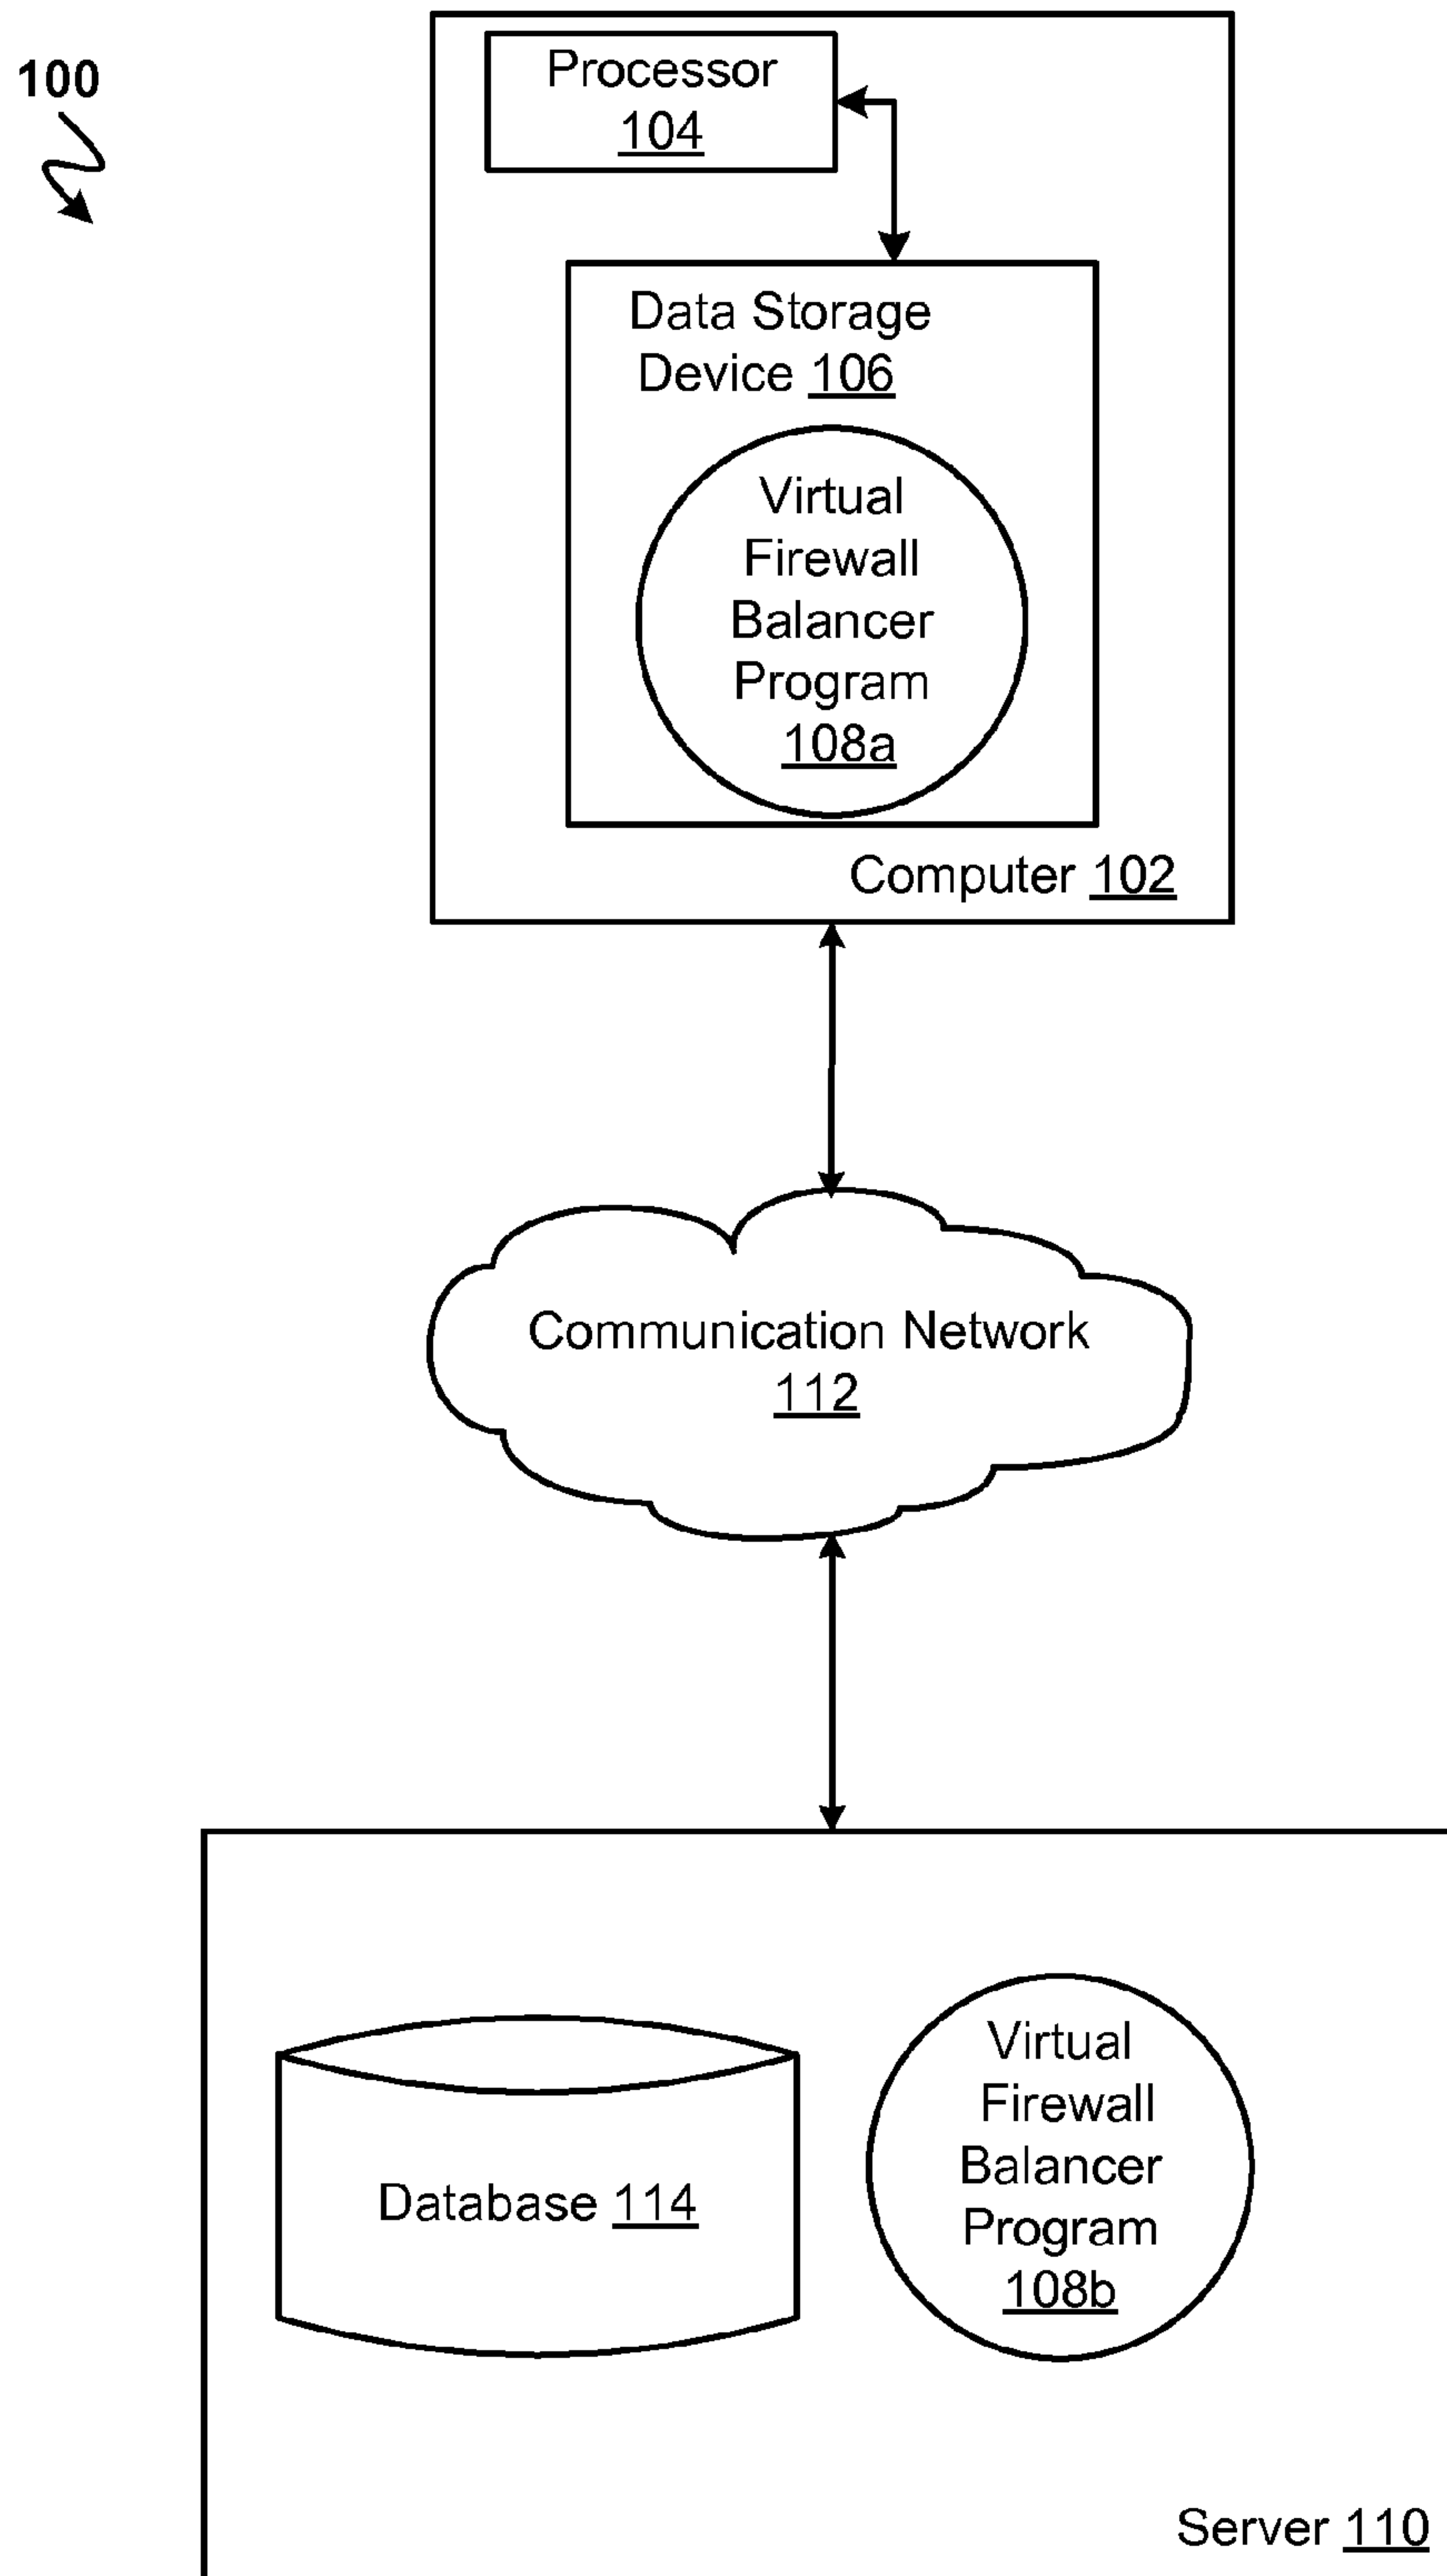 100
Processor
104
Data Storage
Device 106
Virtual
Firewall
Balancer
Program
108a
Computer 102
Communication Network
112
Database 114
Virtual
Firewall
Balancer
Program
108b
Server 110